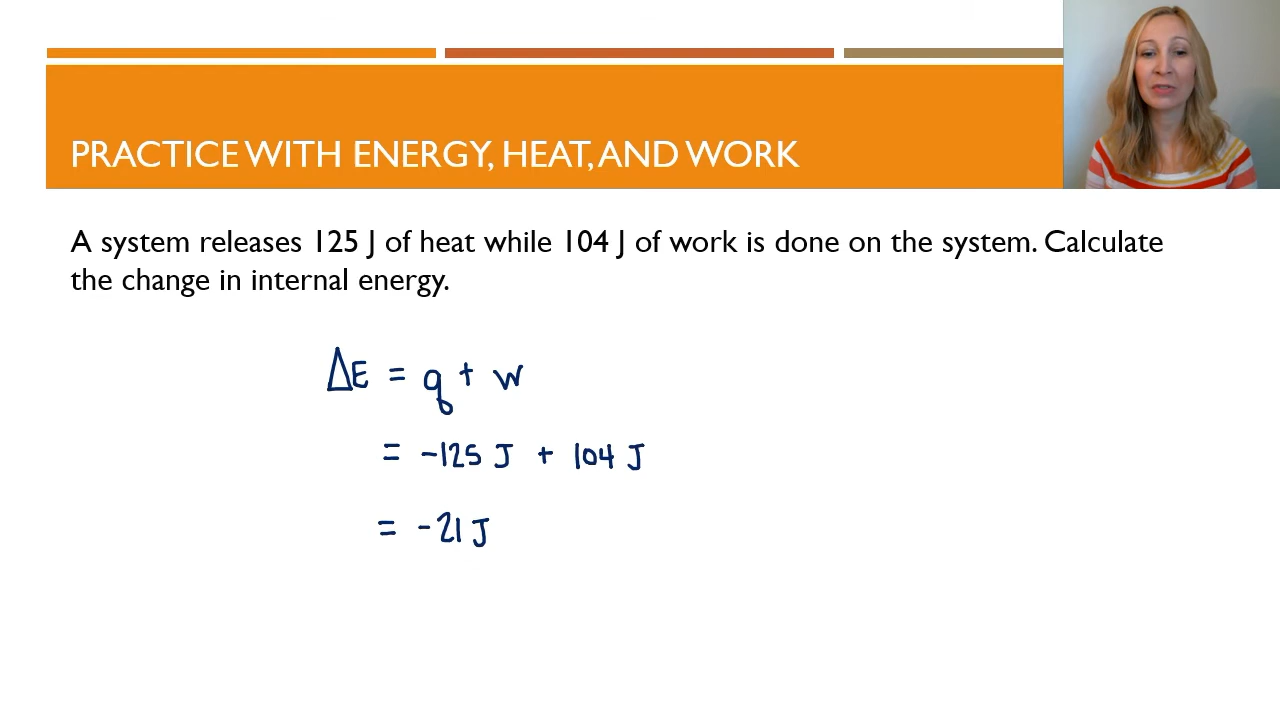 PRACTICE WITH ENERGY, HEAT, AND WORK
A system releases 125 J of heat while 104 J of work is done on the system. Calculate
the change in internal energy.
ΔE = q + w
= -125 J + 104 J
= -21 J